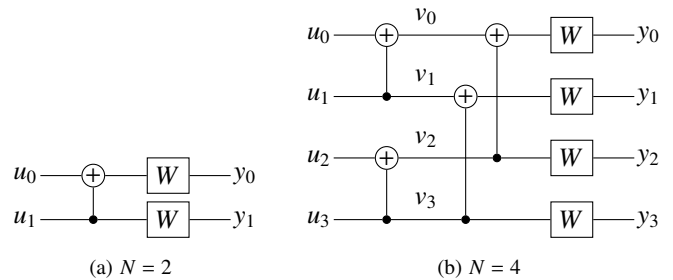 u₀ v₀ W y₀
u₁ v₁ W y₁
u₂ v₂ W y₂
u₃ v₃ W y₃
u₀ W y₀
u₁ W y₁
(a) N = 2
(b) N = 4